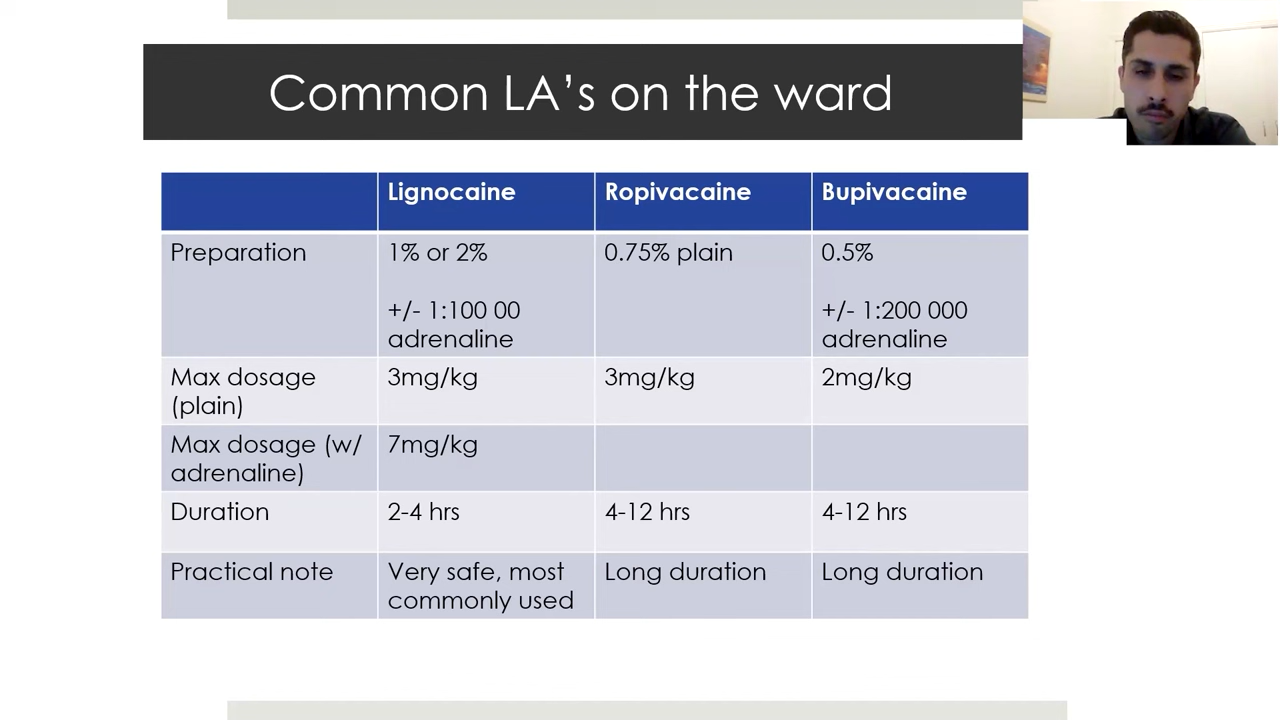 Common LA's on the ward
Lignocaine Ropivacaine Bupivacaine
Preparation 1% or 2% 0.75% plain 0.5%
+/- 1:100 00 +/- 1:200 000
adrenaline adrenaline
Max dosage 3mg/kg 3mg/kg 2mg/kg
(plain)
Max dosage (w/ 7mg/kg
adrenaline)
Duration 2-4 hrs 4-12 hrs 4-12 hrs
Practical note Very safe, most Long duration Long duration
commonly used